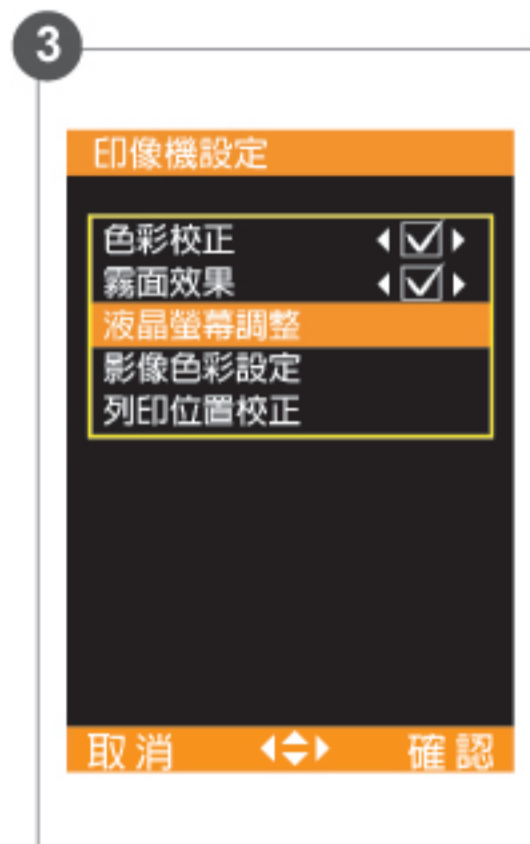 3
印像機設定
色彩校正
霧面效果
液晶螢幕調整
影像色彩設定
列印位置校正
取消 確認